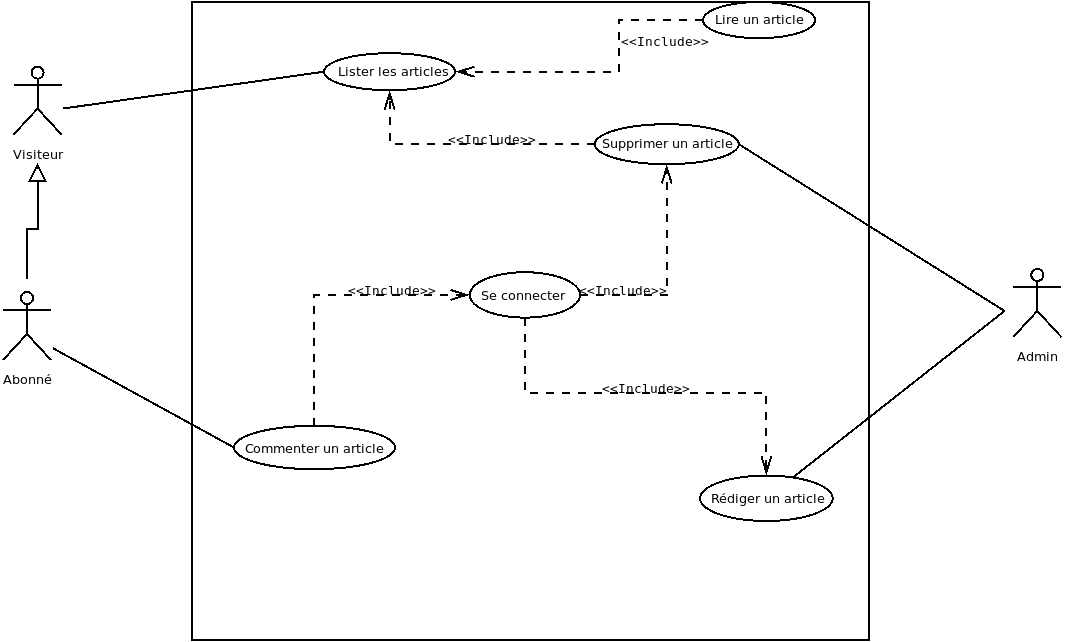 Lire un article
<<Include>>
Lister les articles
<<Include>>
Supprimer un article
Visiteur
<<Include>>
Se connecter
<<Include>>
Admin
Abonné
<<Include>>
Commenter un article
Rédiger un article